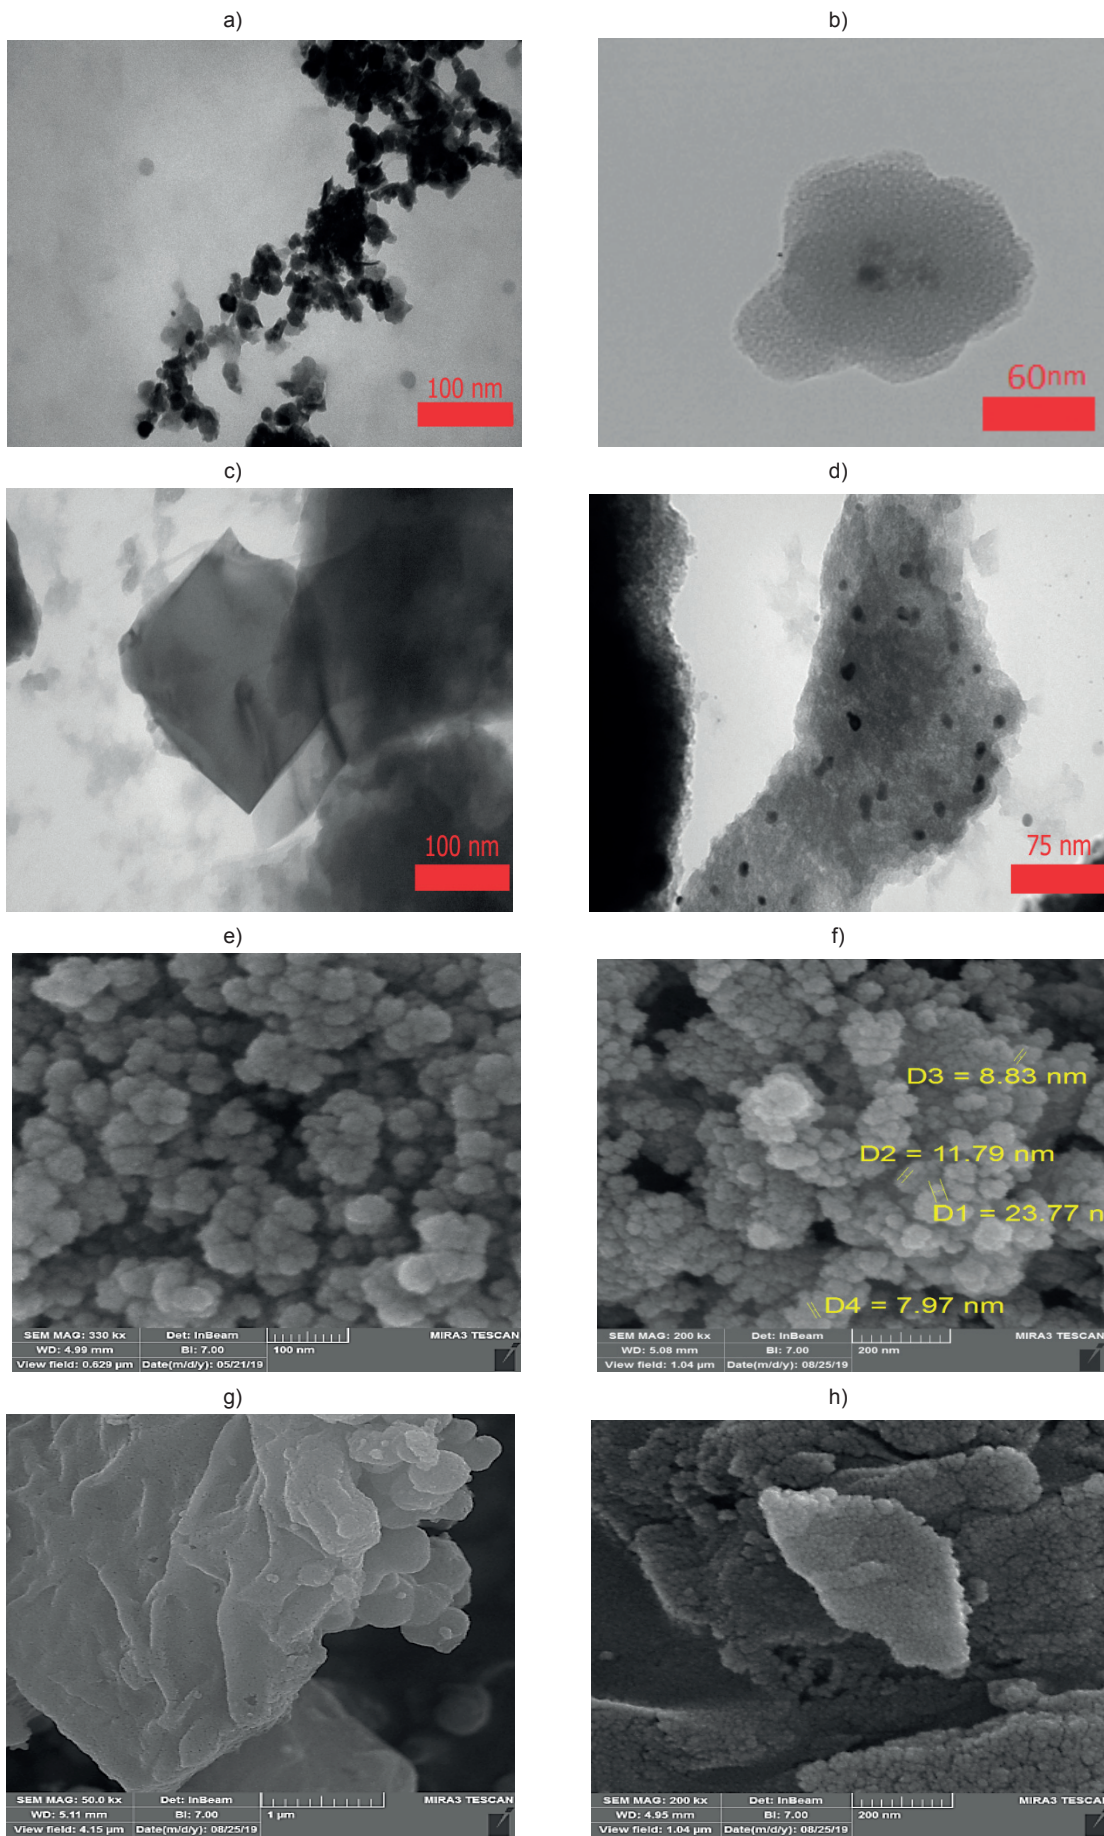 a)
b)
100 nm
60nm
c)
d)
100 nm
75 nm
e)
f)
D3 = 8.83 nm
D2 = 11.79 nm
D1 = 23.77 n
D4 = 7.97 nm
SEM MAG: 330 kx Det: InBeam MIRA3 TESCAN
WD: 4.99 mm BI: 7.00 100 nm
View field: 0.629 µm Date(m/d/y): 05/21/19
SEM MAG: 200 kx Det: InBeam MIRA3 TESCAN
WD: 5.08 mm BI: 7.00 200 nm
View field: 1.04 µm Date(m/d/y): 08/25/19
g)
h)
SEM MAG: 50.0 kx Det: InBeam MIRA3 TESCAN
WD: 5.11 mm BI: 7.00 1 µm
View field: 4.15 µm Date(m/d/y): 08/25/19
SEM MAG: 200 kx Det: InBeam MIRA3 TESCAN
WD: 4.95 mm BI: 7.00 200 nm
View field: 1.04 µm Date(m/d/y): 08/25/19